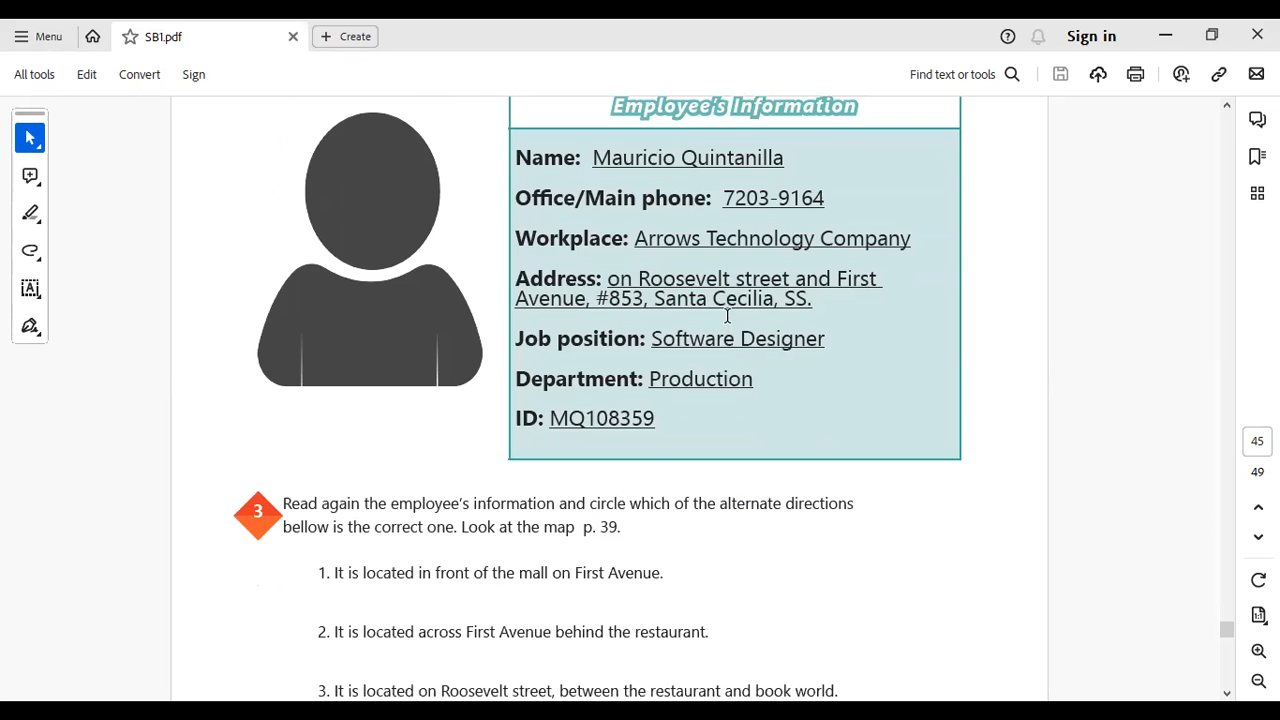 Menu
SB1.pdf
Create
Sign in
All tools
Edit
Convert
Sign
Find text or tools
Employee's Information
Name: Mauricio Quintanilla
Office/Main phone: 7203-9164
Workplace: Arrows Technology Company
Address: on Roosevelt street and First
Avenue, #853, Santa Cecilia, SS.
Job position: Software Designer
Department: Production
ID: MQ108359
45
49
3
Read again the employee's information and circle which of the alternate directions
bellow is the correct one. Look at the map p. 39.
1. It is located in front of the mall on First Avenue.
2. It is located across First Avenue behind the restaurant.
3. It is located on Roosevelt street, between the restaurant and book world.